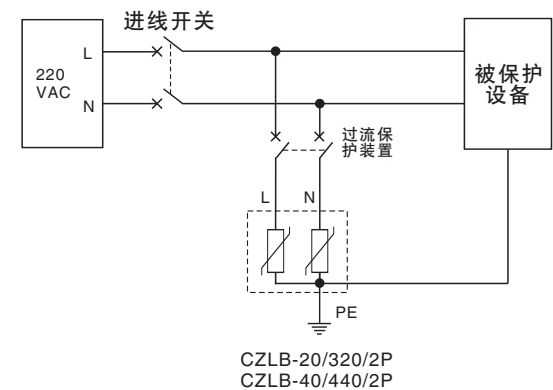 进线开关
220
VAC
L
N
被保护
设备
过流保
护装置
L
N
PE
CZLB-20/320/2P
CZLB-40/440/2P